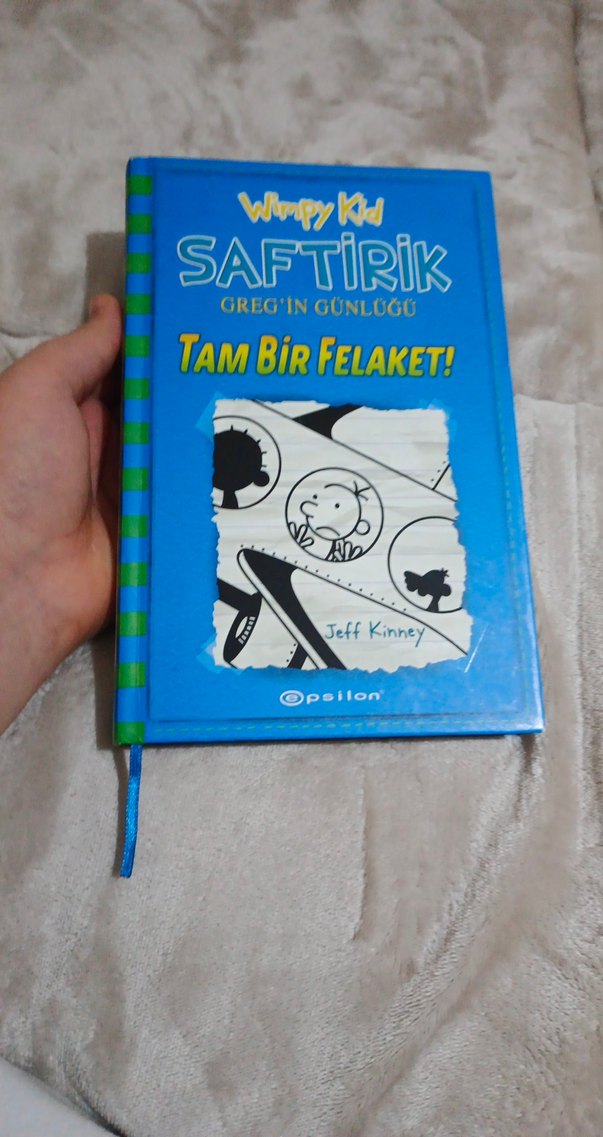 Wimpy Kid
SAFTİRİK
GREG'İN GÜNLÜĞÜ
TAM BİR FELAKET!
Jeff Kinney
epsilon